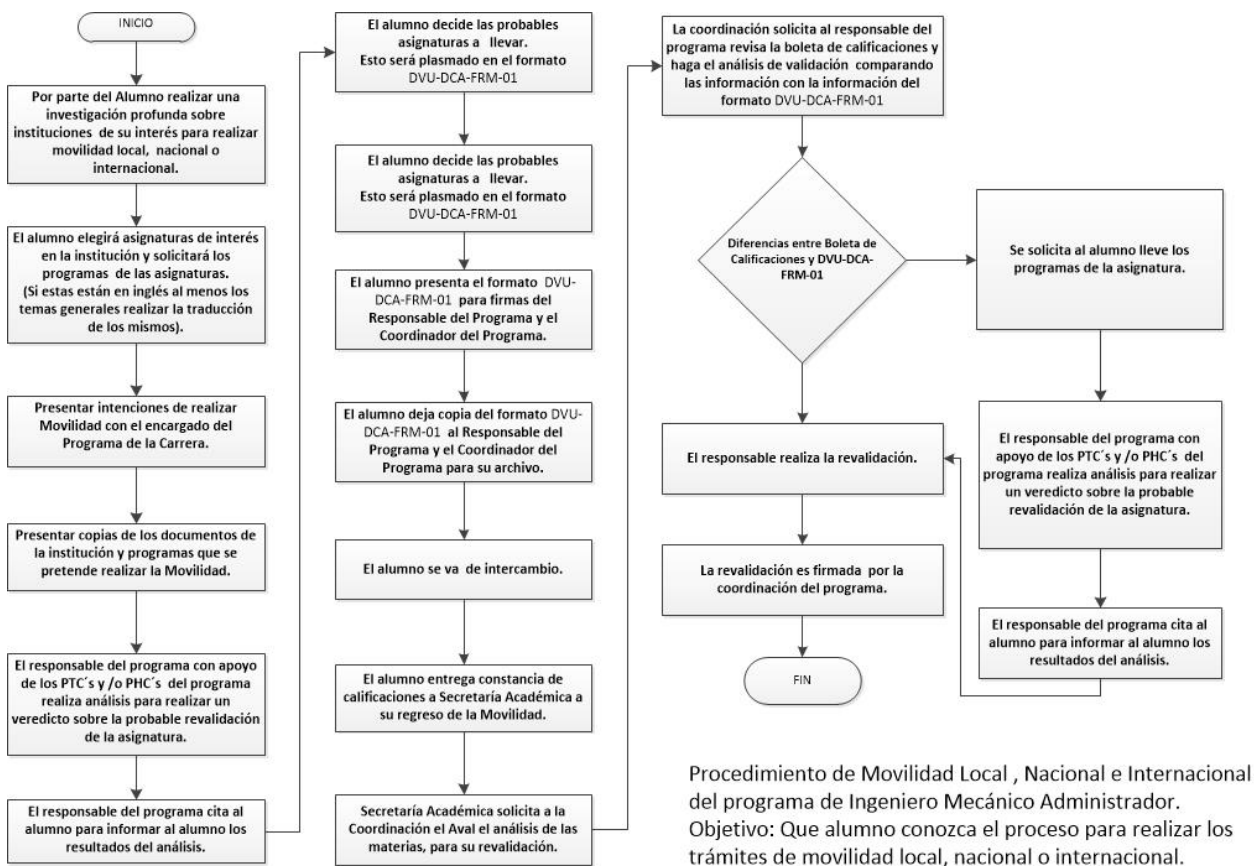 INICIO
Por parte del Alumno realizar una
investigación profunda sobre
instituciones de su interés para realizar
movilidad local, nacional o
internacional.
El alumno elegirá asignaturas de interés
en la institución y solicitará los
programas de las asignaturas.
(Si estas están en inglés al menos los
temas generales realizar la traducción
de los mismos).
Presentar intenciones de realizar
Movilidad con el encargado del
Programa de la Carrera.
Presentar copias de los documentos de
la institución y programas que se
pretende realizar la Movilidad.
El responsable del programa con apoyo
de los PTC´s y /o PHC´s del programa
realiza análisis para realizar un
veredicto sobre la probable revalidación
de la asignatura.
El responsable del programa cita al
alumno para informar al alumno los
resultados del análisis.
El alumno decide las probables
asignaturas a llevar.
Esto será plasmado en el formato
DVU-DCA-FRM-01
El alumno decide las probables
asignaturas a llevar.
Esto será plasmado en el formato
DVU-DCA-FRM-01
El alumno presenta el formato DVU-
DCA-FRM-01 para firmas del
Responsable del Programa y el
Coordinador del Programa.
El alumno deja copia del formato DVU-
DCA-FRM-01 al Responsable del
Programa y el Coordinador del
Programa para su archivo.
El alumno se va de intercambio.
El alumno entrega constancia de
calificaciones a Secretaría Académica a
su regreso de la Movilidad.
Secretaría Académica solicita a la
Coordinación el Aval el análisis de las
materias, para su revalidación.
La coordinación solicita al responsable del
programa revisa la boleta de calificaciones y
haga el análisis de validación comparando
las información con la información del
formato DVU-DCA-FRM-01
Diferencias entre Boleta de
Calificaciones y DVU-DCA-
FRM-01
Se solicita al alumno lleve los
programas de la asignatura.
El responsable del programa con
apoyo de los PTC´s y /o PHC´s del
programa realiza análisis para realizar
un veredicto sobre la probable
revalidación de la asignatura.
El responsable del programa cita al
alumno para informar al alumno los
resultados del análisis.
El responsable realiza la revalidación.
La revalidación es firmada por la
coordinación del programa.
FIN
Procedimiento de Movilidad Local , Nacional e Internacional
del programa de Ingeniero Mecánico Administrador.
Objetivo: Que alumno conozca el proceso para realizar los
trámites de movilidad local, nacional o internacional.